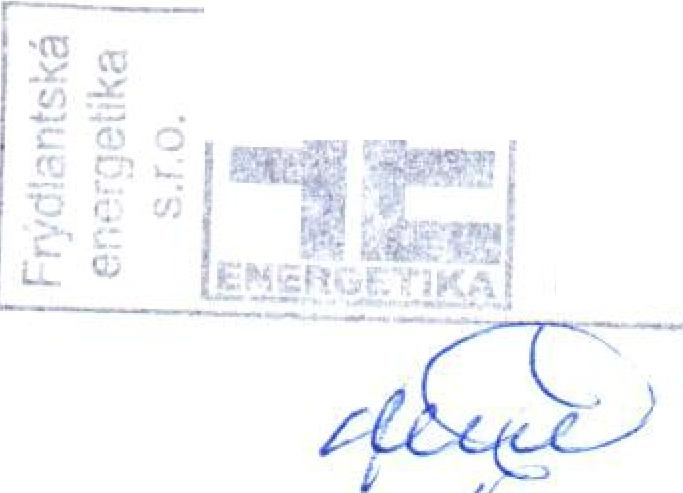 Frýdlantská
energetika
s.r.o.
ENERGETIKA